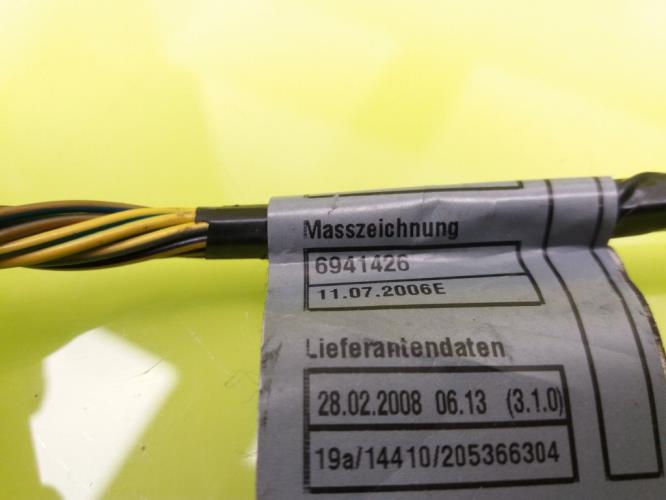 Masszeichnung
6941426
11.07.2006E
Lieferantendaten
28.02.2008 06.13 (3.1.0)
19a/14410/205366304